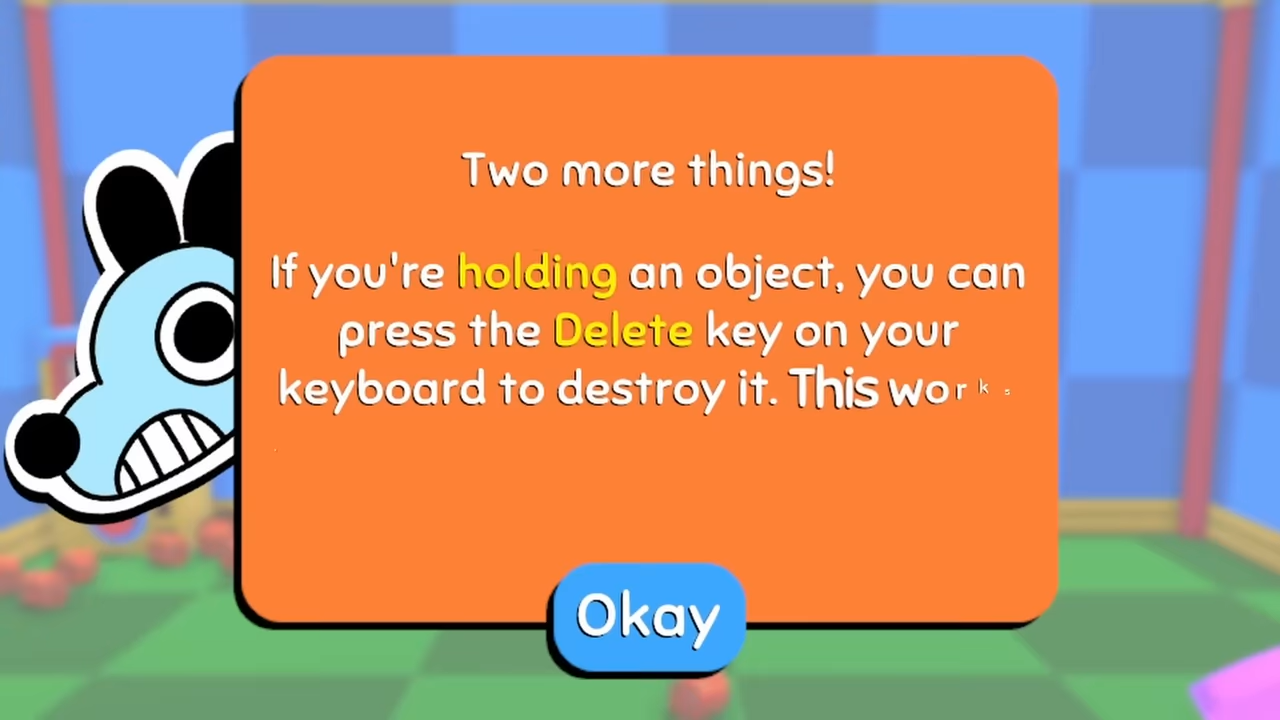 Two more things!
If you're holding an object, you can
press the Delete key on your
keyboard to destroy it. This works
Okay